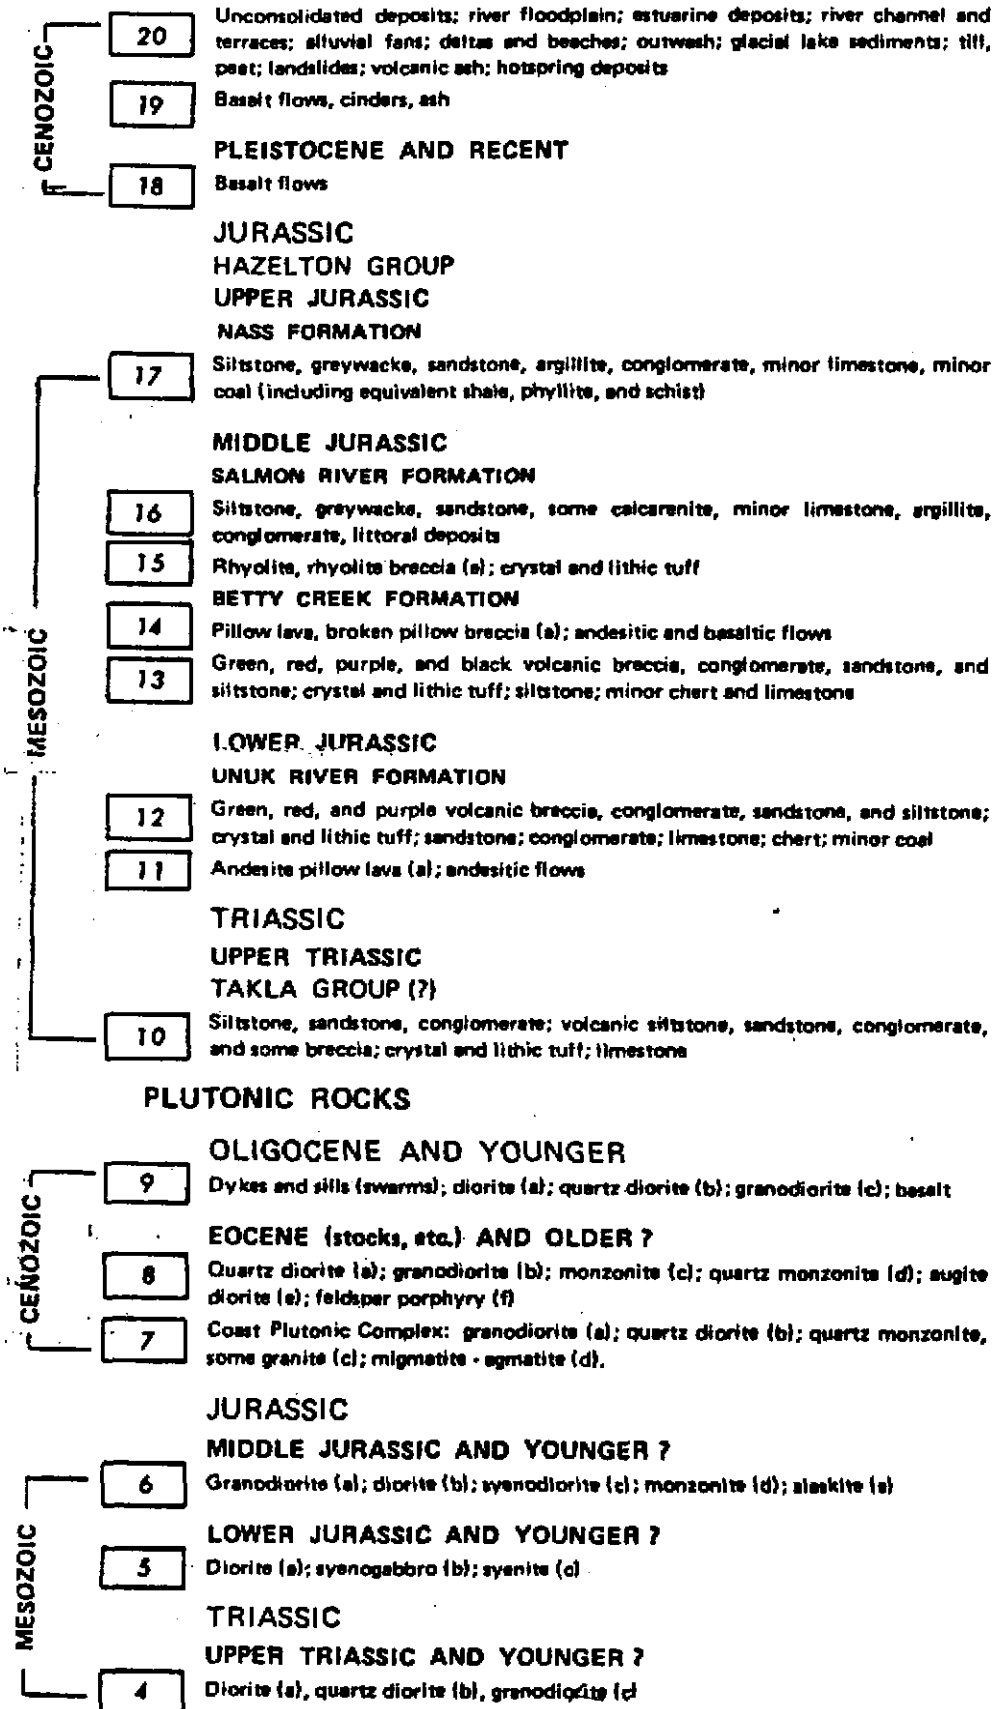 CENOZOIC
20 Unconsolidated deposits; river floodplain; estuarine deposits; river channel and
terraces; alluvial fans; deltas and beaches; outwash; glacial lake sediments; till,
peat; landslides; volcanic ash; hotspring deposits
19 Basalt flows, cinders, ash
PLEISTOCENE AND RECENT
18 Basalt flows
JURASSIC
HAZELTON GROUP
UPPER JURASSIC
NASS FORMATION
MESOZOIC
17 Siltstone, greywacke, sandstone, argillite, conglomerate, minor limestone, minor
coal (including equivalent shale, phyllite, and schist)
MIDDLE JURASSIC
SALMON RIVER FORMATION
16 Siltstone, greywacke, sandstone, some calcarenite, minor limestone, argillite,
conglomerate, littoral deposits
15 Rhyolite, rhyolite breccia (a); crystal and lithic tuff
BETTY CREEK FORMATION
14 Pillow lava, broken pillow breccia (a); andesitic and basaltic flows
13 Green, red, purple, and black volcanic breccia, conglomerate, sandstone, and
siltstone; crystal and lithic tuff; siltstone; minor chert and limestone
LOWER JURASSIC
UNUK RIVER FORMATION
12 Green, red, and purple volcanic breccia, conglomerate, sandstone, and siltstone;
crystal and lithic tuff; sandstone; conglomerate; limestone; chert; minor coal
11 Andesite pillow lava (a); andesitic flows
TRIASSIC
UPPER TRIASSIC
TAKLA GROUP (?)
10 Siltstone, sandstone, conglomerate; volcanic siltstone, sandstone, conglomerate,
and some breccia; crystal and lithic tuff; limestone
PLUTONIC ROCKS
CENOZOIC
OLIGOCENE AND YOUNGER
9 Dykes and sills (swarms); diorite (a); quartz diorite (b); granodiorite (c); basalt
EOCENE (stocks, etc.) AND OLDER ?
8 Quartz diorite (a); granodiorite (b); monzonite (c); quartz monzonite (d); augite
diorite (e); feldspar porphyry (f)
7 Coast Plutonic Complex: granodiorite (a); quartz diorite (b); quartz monzonite,
some granite (c); migmatite - agmatite (d).
JURASSIC
MIDDLE JURASSIC AND YOUNGER ?
MESOZOIC
6 Granodiorite (a); diorite (b); syenodiorite (c); monzonite (d); alaskite (e)
LOWER JURASSIC AND YOUNGER ?
5 Diorite (a); syenogabbro (b); syenite (c)
TRIASSIC
UPPER TRIASSIC AND YOUNGER ?
4 Diorite (a), quartz diorite (b), granodiorite (c)